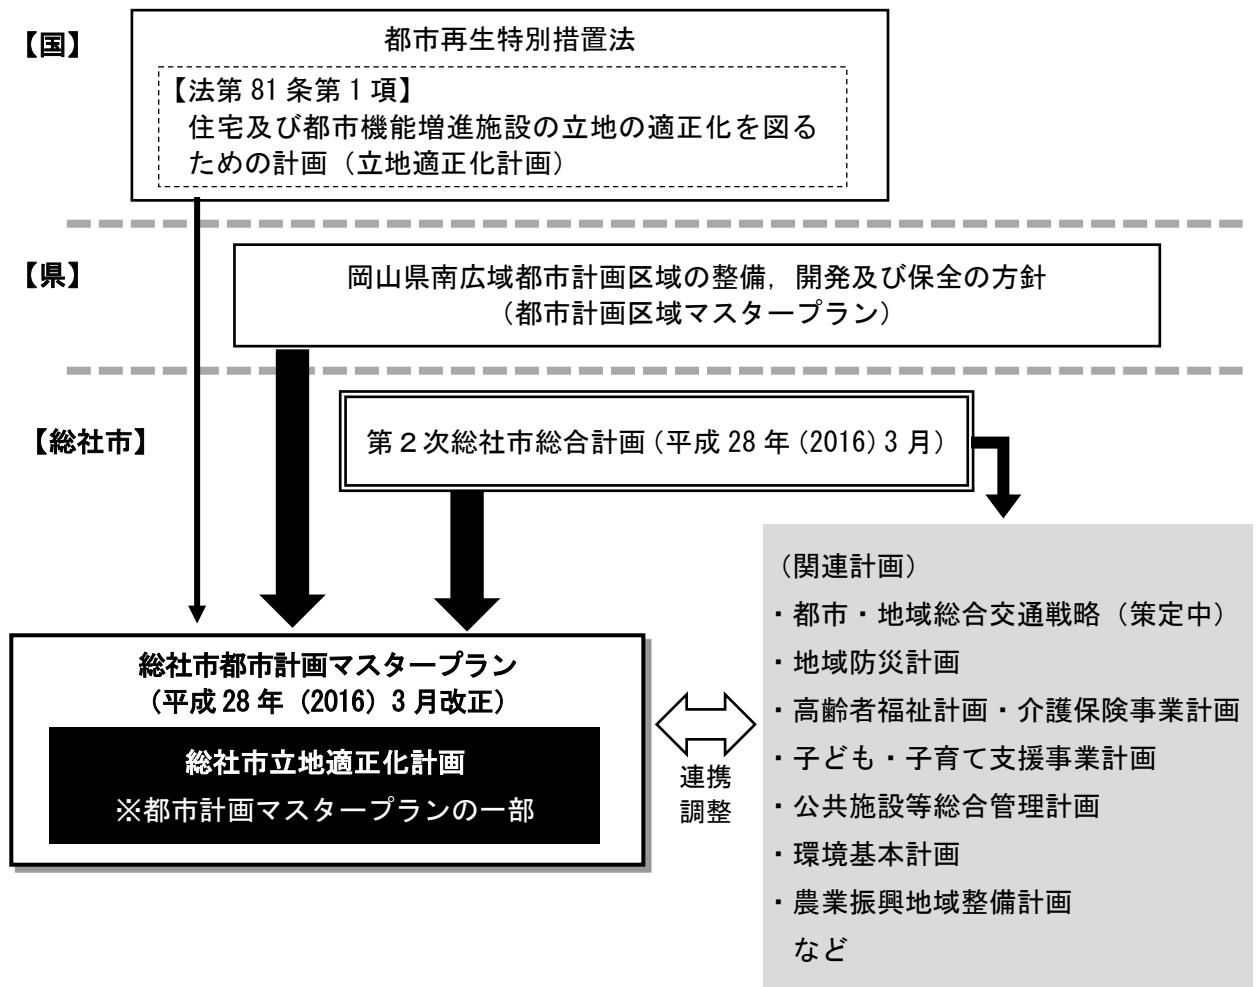 【国】
都市再生特別措置法
【法第 81 条第 1 項】
住宅及び都市機能増進施設の立地の適正化を図る
ための計画（立地適正化計画）
【県】
岡山県南広域都市計画区域の整備，開発及び保全の方針
（都市計画区域マスタープラン）
【総社市】
第２次総社市総合計画（平成 28 年（2016）3 月）
総社市都市計画マスタープラン
（平成 28 年（2016）3 月改正）
総社市立地適正化計画
※都市計画マスタープランの一部
連携
調整
（関連計画）
・都市・地域総合交通戦略（策定中）
・地域防災計画
・高齢者福祉計画・介護保険事業計画
・子ども・子育て支援事業計画
・公共施設等総合管理計画
・環境基本計画
・農業振興地域整備計画
など